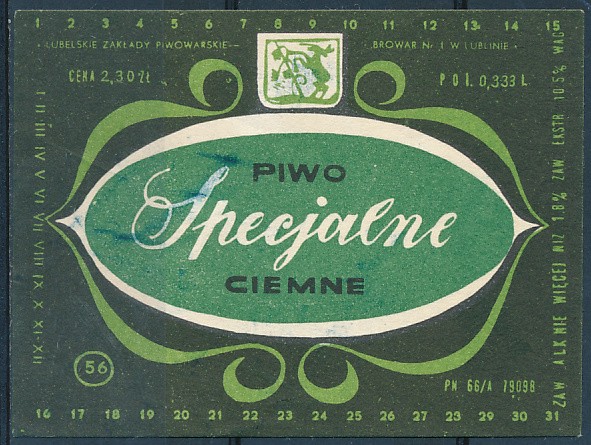 1 2 3 4 5 6 7 8 9 10 11 12 13 14 15
· LUBELSKIE ZAKŁADY PIWOWARSKIE –
BROWAR Nr 1 W LUBLINIE ·
CENA 2,30 Zł
POJ. 0,333 L
I II III IV V VI VII VIII IX X XI XII
PIWO
Specjalne
CIEMNE
ZAW ALK NIE WIĘCEJ NIZ 1.8% ZAW EKSTR 10.5% WAG
56
PN 66/A 79098
16 17 18 19 20 21 22 23 24 25 26 27 28 29 30 31